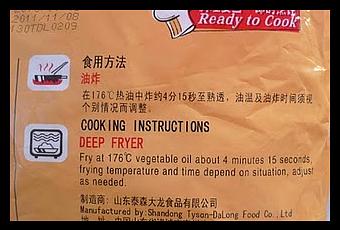 2011/11/08
130TDL0209
Ready to Cook
食用方法
油炸
在176℃热油中炸约4分15秒至熟透，油温及油炸时间须视
个别情况而调整。
COOKING INSTRUCTIONS
DEEP FRYER
Fry at 176℃ vegetable oil about 4 minutes 15 seconds,
frying temperature and time depend on situation, adjust
as needed.
制造商：山东泰森大龙食品有限公司
Manufactured by:Shandong Tyson-DaLong Food Co.,Ltd